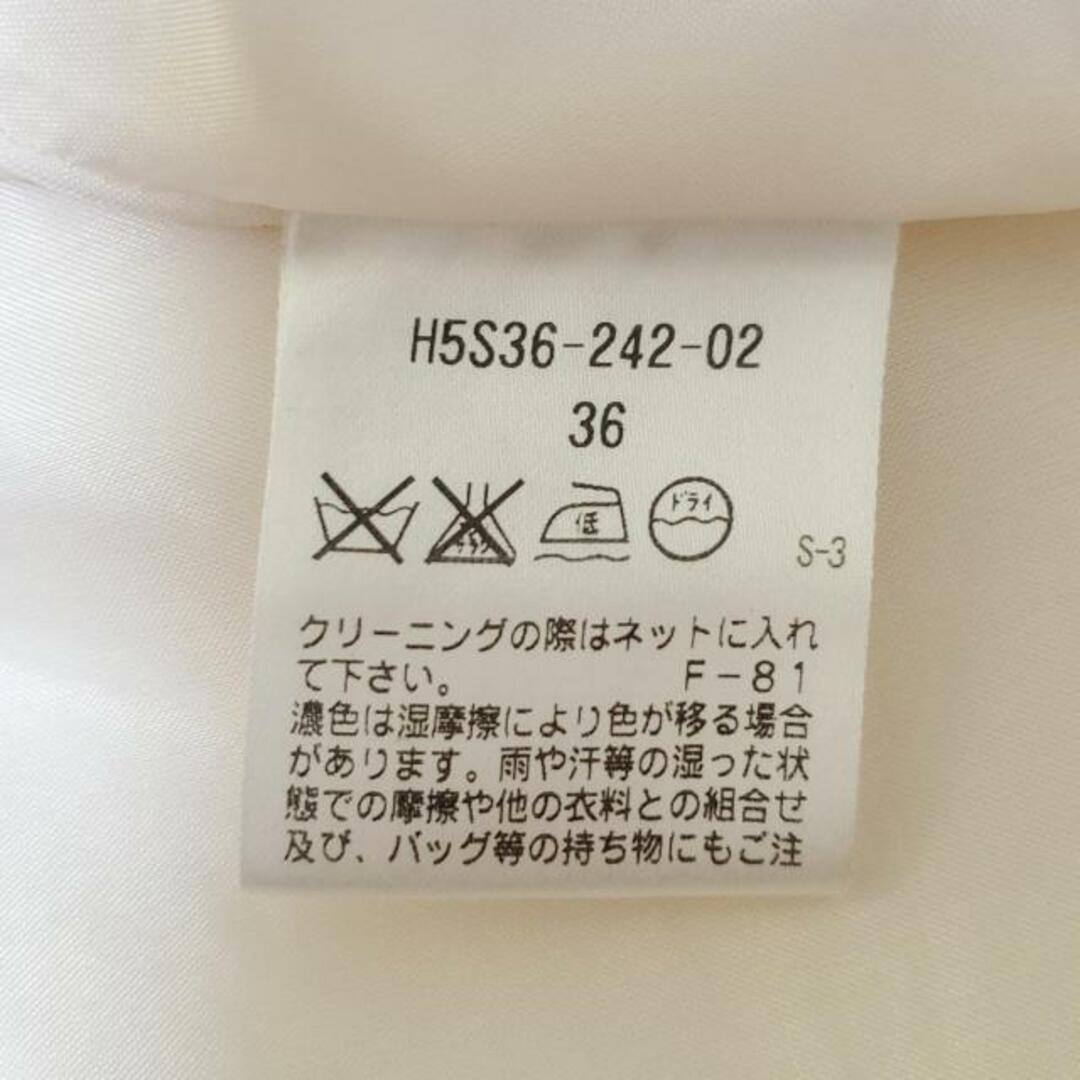 H5S36-242-02
36
低 ドライ
S-3
クリーニングの際はネットに入れ
て下さい。 F-81
濃色は湿摩擦により色が移る場合
があります。雨や汗等の湿った状
態での摩擦や他の衣料との組合せ
及び、バッグ等の持ち物にもご注